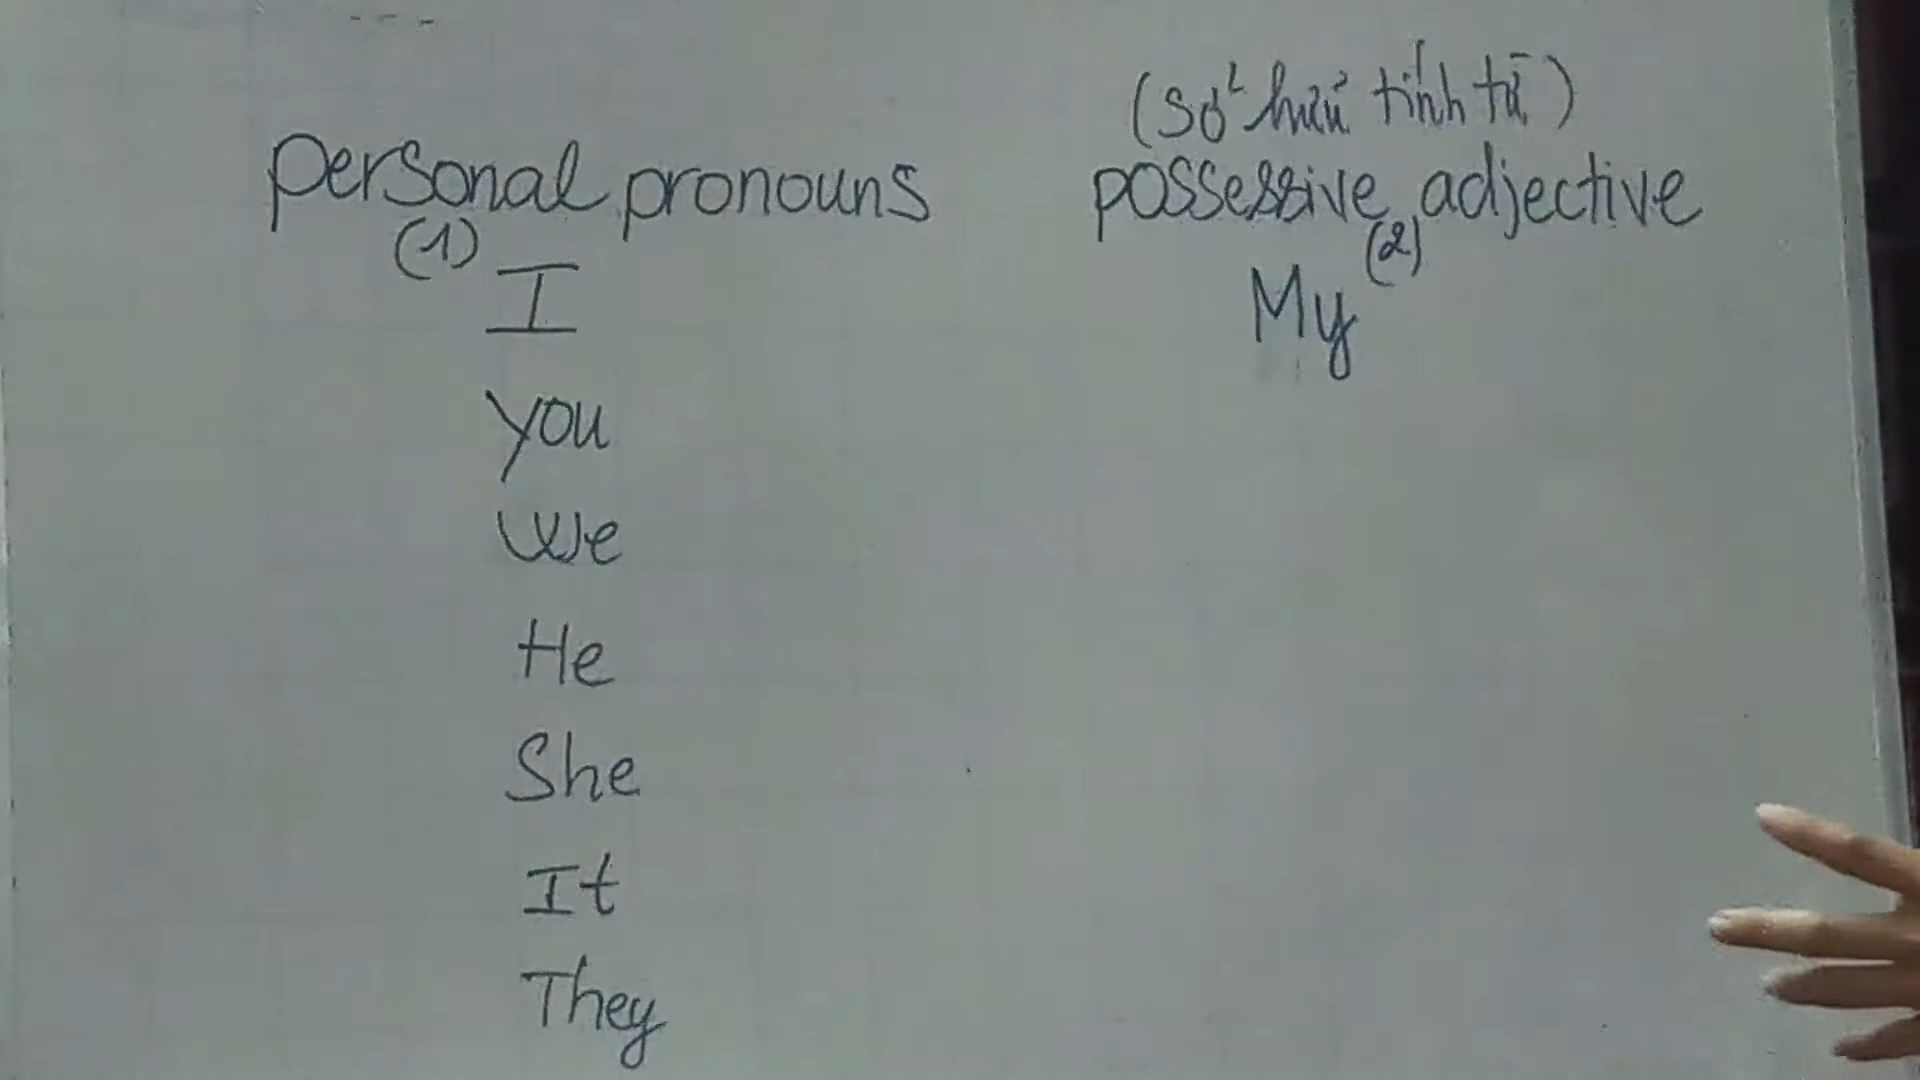 (sở hữu tính từ)
personal pronouns possessive adjective
(1) (2)
I My
you
We
He
She
It
They